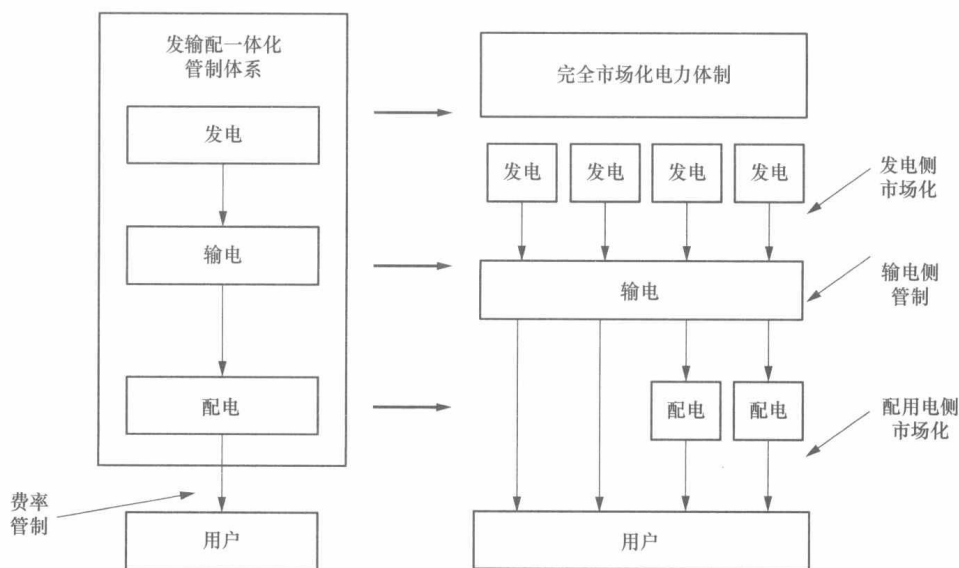 发输配一体化
管制体系
发电
输电
配电
费率
管制
用户
完全市场化电力体制
发电 发电 发电 发电
发电侧
市场化
输电
输电侧
管制
配电 配电
配用电侧
市场化
用户